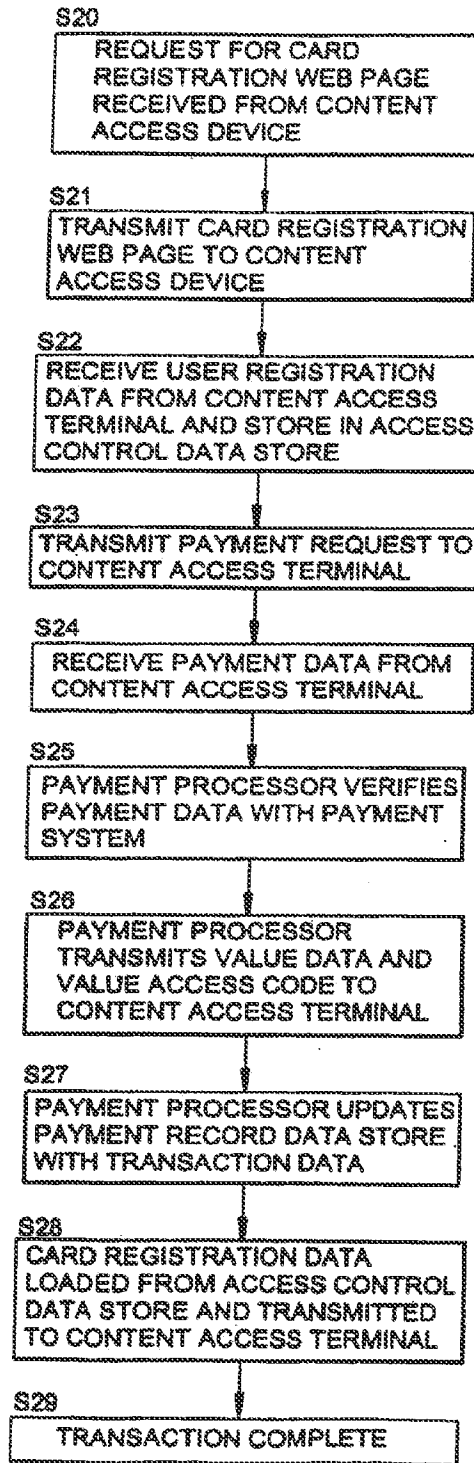 S20
REQUEST FOR CARD
REGISTRATION WEB PAGE
RECEIVED FROM CONTENT
ACCESS DEVICE
S21
TRANSMIT CARD REGISTRATION
WEB PAGE TO CONTENT
ACCESS DEVICE
S22
RECEIVE USER REGISTRATION
DATA FROM CONTENT ACCESS
TERMINAL AND STORE IN ACCESS
CONTROL DATA STORE
S23
TRANSMIT PAYMENT REQUEST TO
CONTENT ACCESS TERMINAL
S24
RECEIVE PAYMENT DATA FROM
CONTENT ACCESS TERMINAL
S25
PAYMENT PROCESSOR VERIFIES
PAYMENT DATA WITH PAYMENT
SYSTEM
S26
PAYMENT PROCESSOR
TRANSMITS VALUE DATA AND
VALUE ACCESS CODE TO
CONTENT ACCESS TERMINAL
S27
PAYMENT PROCESSOR UPDATES
PAYMENT RECORD DATA STORE
WITH TRANSACTION DATA
S28
CARD REGISTRATION DATA
LOADED FROM ACCESS CONTROL
DATA STORE AND TRANSMITTED
TO CONTENT ACCESS TERMINAL
S29
TRANSACTION COMPLETE